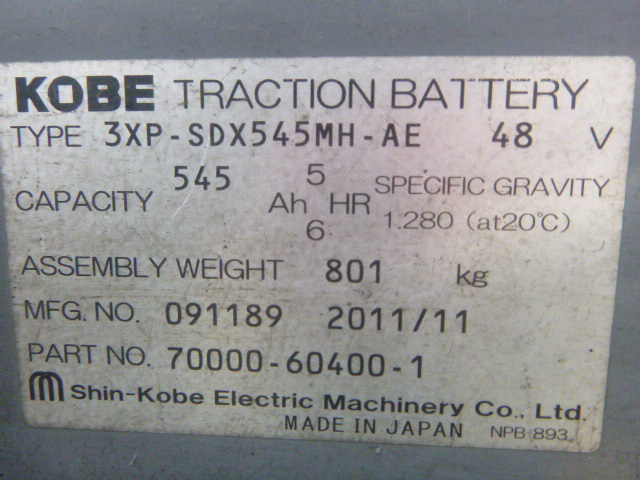 KOBE TRACTION BATTERY
TYPE 3XP-SDX545MH-AE 48 V
CAPACITY 545 Ah 5 HR SPECIFIC GRAVITY
6 1.280 (at20℃)
ASSEMBLY WEIGHT 801 kg
MFG. NO. 091189 2011/11
PART NO. 70000-60400-1
Shin-Kobe Electric Machinery Co., Ltd.
MADE IN JAPAN NPB-893